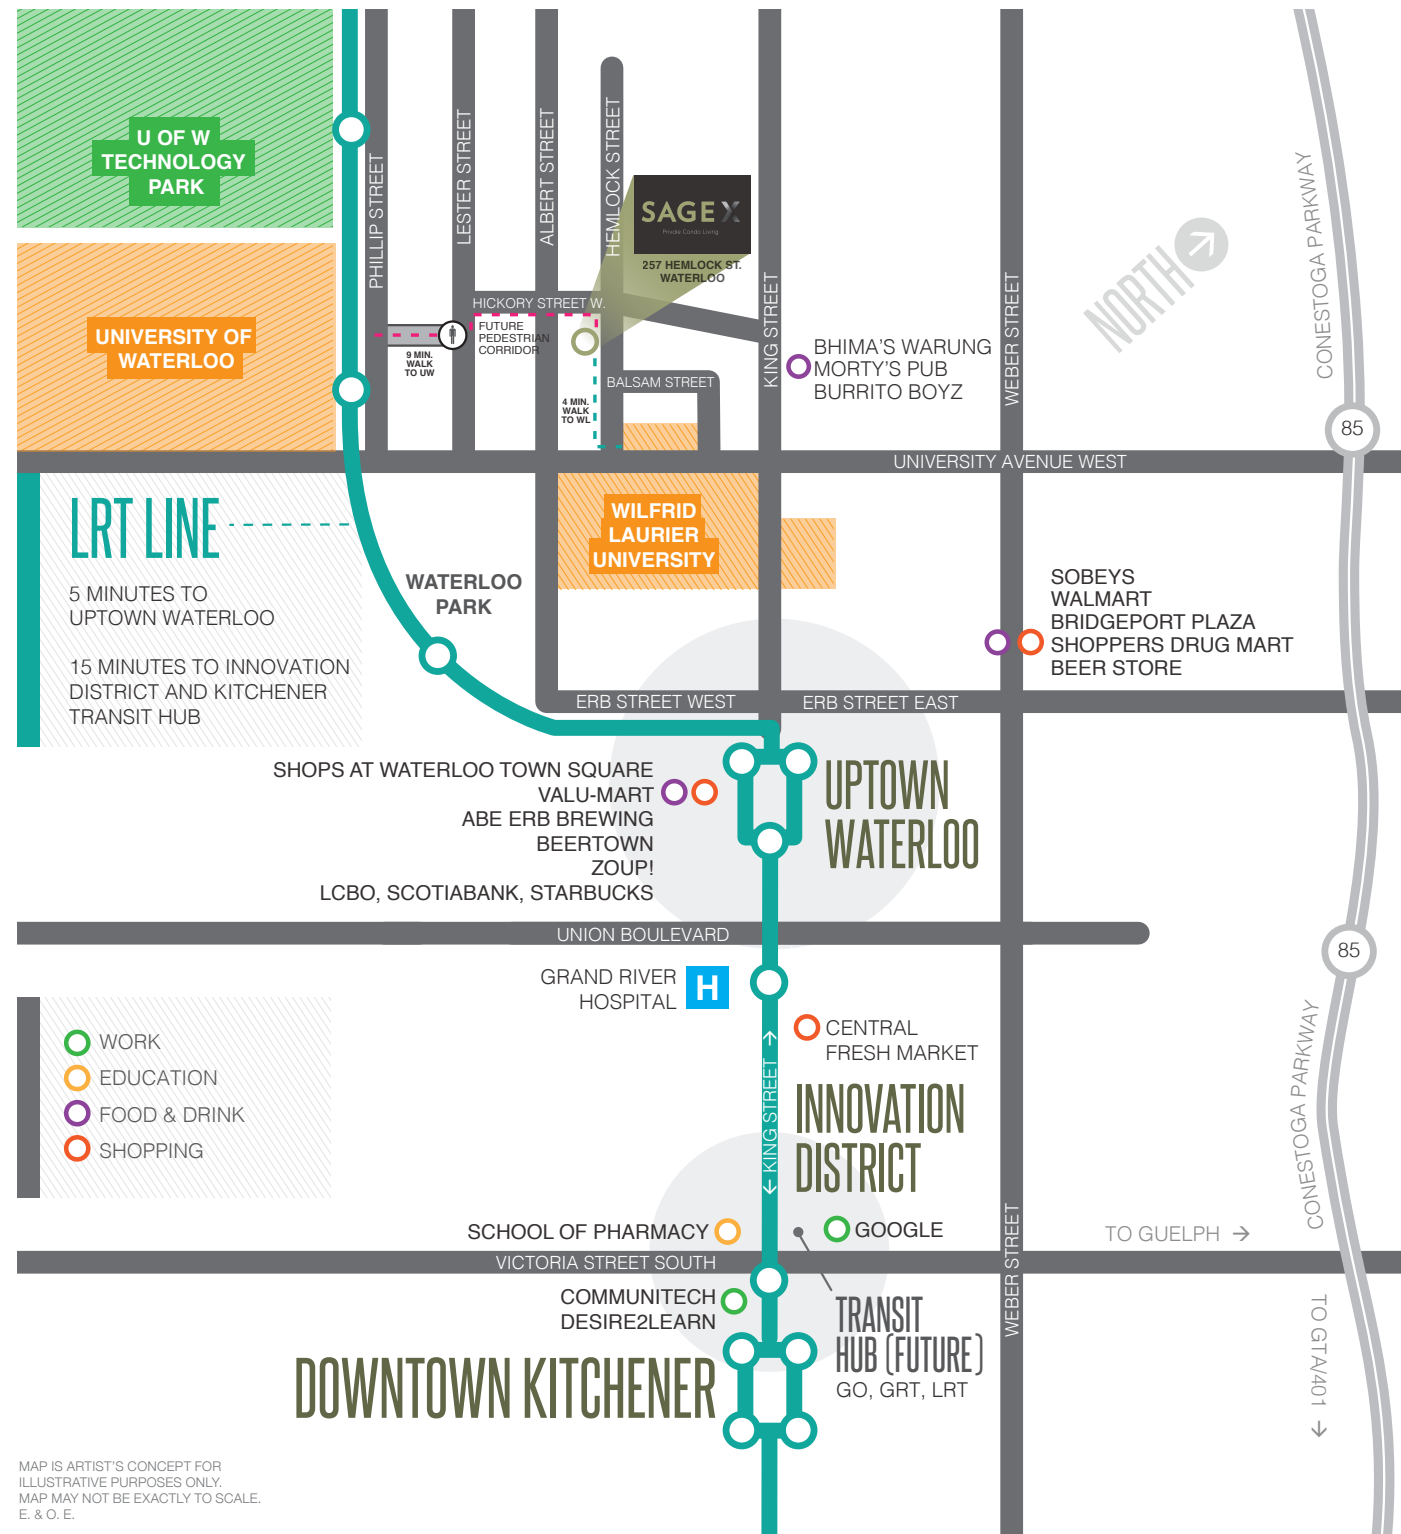 U OF W
TECHNOLOGY
PARK
UNIVERSITY OF
WATERLOO
PHILLIP STREET
LESTER STREET
ALBERT STREET
HEMLOCK STREET
SAGE X
Private Condo Living
257 HEMLOCK ST.
WATERLOO
HICKORY STREET W.
FUTURE
PEDESTRIAN
CORRIDOR
9 MIN.
WALK
TO UW
BALSAM STREET
4 MIN.
WALK
TO WL
KING STREET
BHIMA'S WARUNG
MORTY'S PUB
BURRITO BOYZ
WEBER STREET
NORTH
CONESTOGA PARKWAY
85
UNIVERSITY AVENUE WEST
LRT LINE
5 MINUTES TO
UPTOWN WATERLOO
15 MINUTES TO INNOVATION
DISTRICT AND KITCHENER
TRANSIT HUB
WATERLOO
PARK
WILFRID
LAURIER
UNIVERSITY
SOBEYS
WALMART
BRIDGEPORT PLAZA
SHOPPERS DRUG MART
BEER STORE
ERB STREET WEST
ERB STREET EAST
SHOPS AT WATERLOO TOWN SQUARE
VALU-MART
ABE ERB BREWING
BEERTOWN
ZOUP!
LCBO, SCOTIABANK, STARBUCKS
UPTOWN
WATERLOO
UNION BOULEVARD
85
GRAND RIVER
HOSPITAL
H
CENTRAL
FRESH MARKET
← KING STREET →
INNOVATION
DISTRICT
WORK
EDUCATION
FOOD & DRINK
SHOPPING
CONESTOGA PARKWAY
SCHOOL OF PHARMACY
GOOGLE
TO GUELPH →
VICTORIA STREET SOUTH
WEBER STREET
COMMUNITECH
DESIRE2LEARN
TRANSIT
HUB (FUTURE)
GO, GRT, LRT
DOWNTOWN KITCHENER
TO GTA/401 →
MAP IS ARTIST'S CONCEPT FOR
ILLUSTRATIVE PURPOSES ONLY.
MAP MAY NOT BE EXACTLY TO SCALE.
E. & O. E.